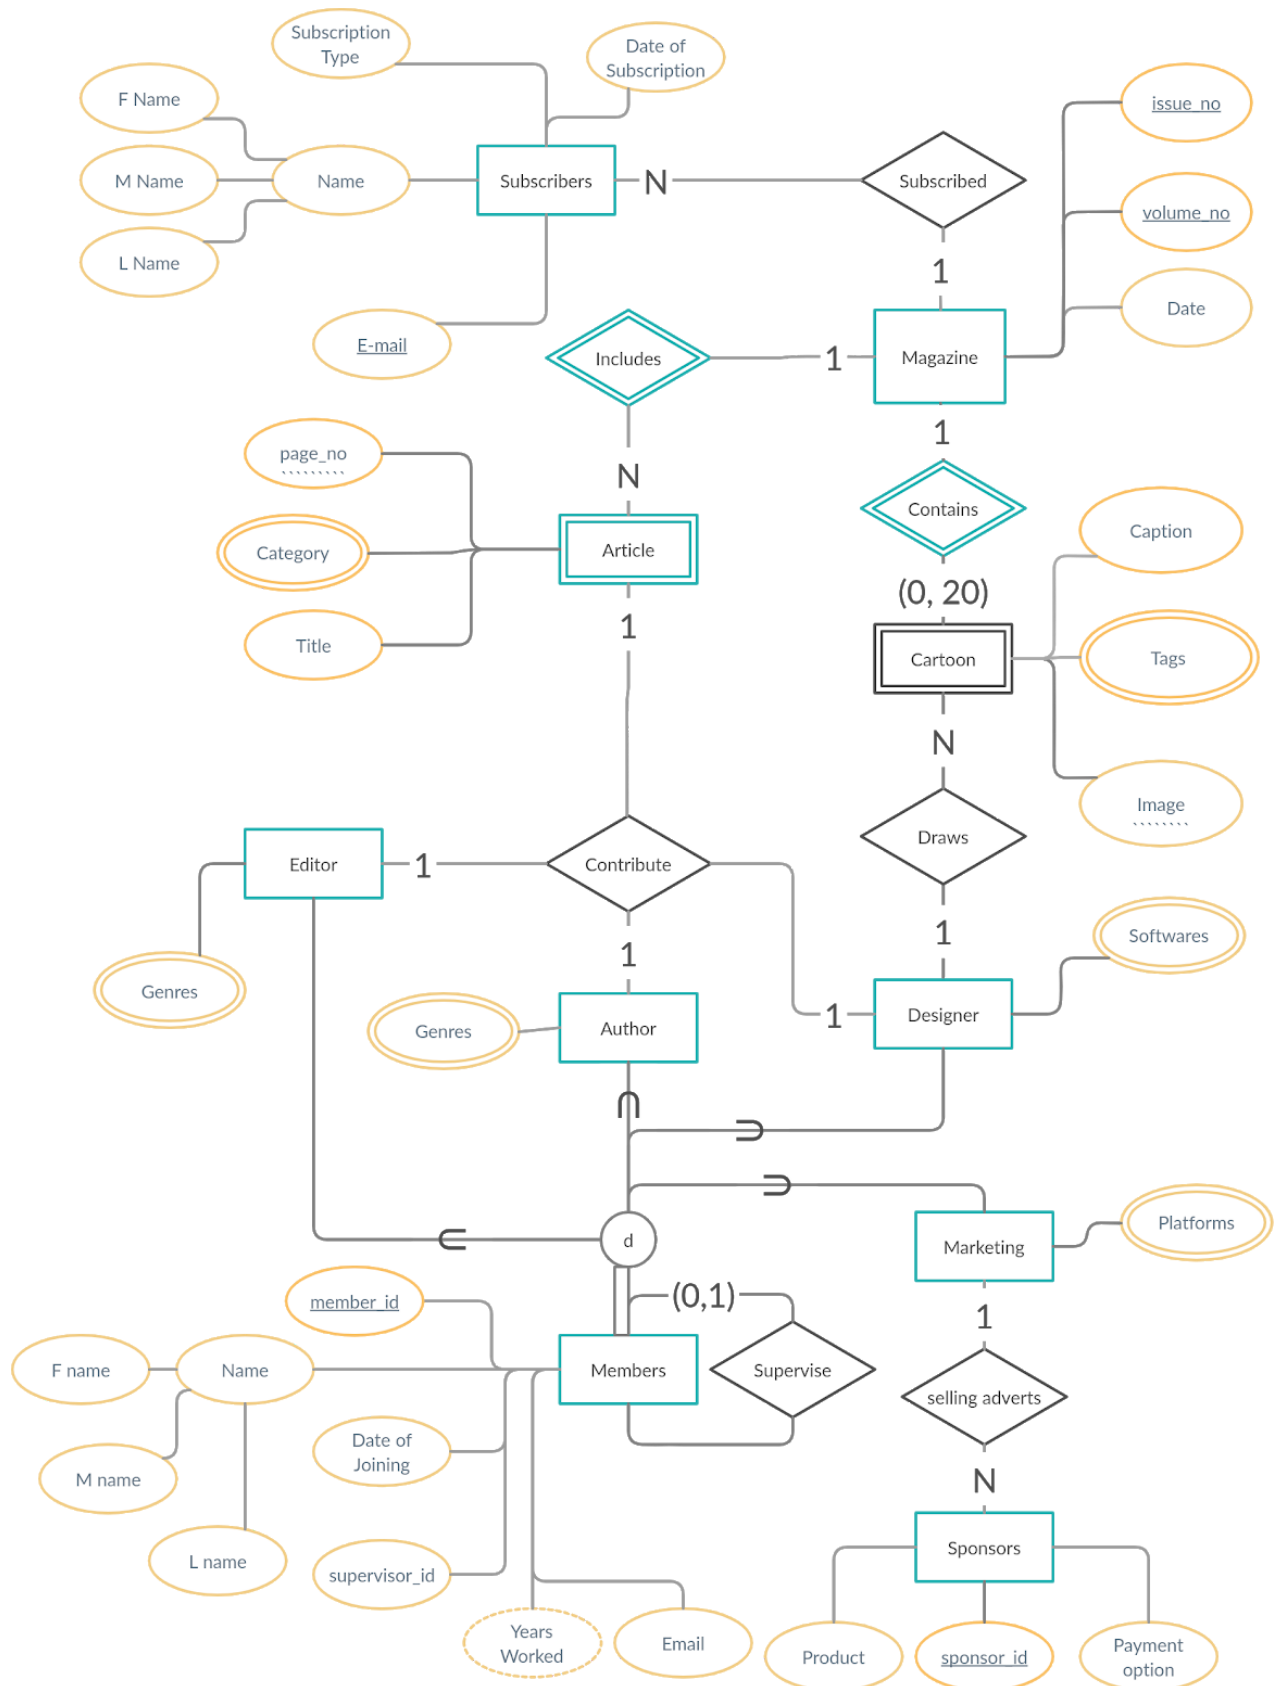 Subscription
Type
Date of
Subscription
F Name
issue_no
M Name
Name
Subscribers
N
Subscribed
volume_no
L Name
1
Date
E-mail
Includes
1
Magazine
page_no
1
N
Contains
Category
Article
Caption
(0, 20)
1
Title
Cartoon
Tags
N
Image
Draws
Editor
1
Contribute
1
Softwares
1
Genres
Genres
Author
1
Designer
d
Marketing
Platforms
member_id
(0,1)
1
F name
Name
Members
Supervise
selling adverts
Date of
Joining
M name
N
L name
supervisor_id
Sponsors
Years
Worked
Email
Product
sponsor_id
Payment
option